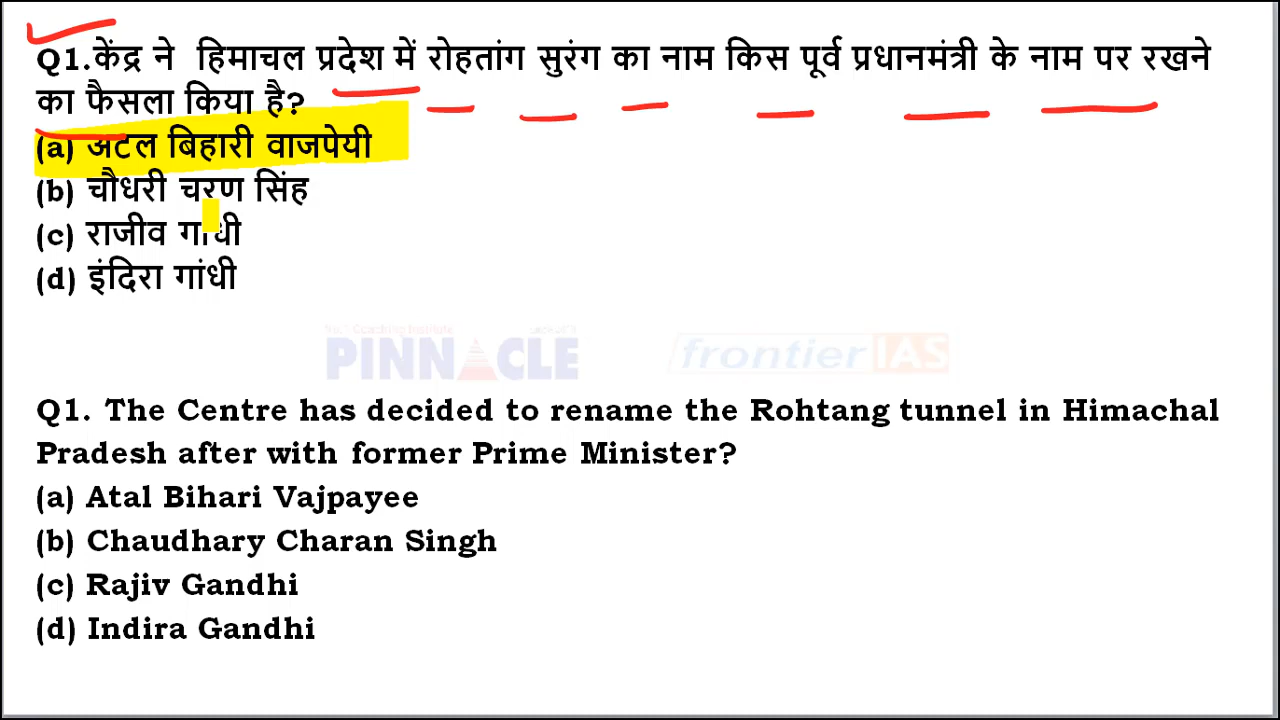 Q1.केंद्र ने हिमाचल प्रदेश में रोहतांग सुरंग का नाम किस पूर्व प्रधानमंत्री के नाम पर रखने
का फैसला किया है?
(a) अटल बिहारी वाजपेयी
(b) चौधरी चरण सिंह
(c) राजीव गांधी
(d) इंदिरा गांधी
PINNACLE frontier IAS
Q1. The Centre has decided to rename the Rohtang tunnel in Himachal
Pradesh after with former Prime Minister?
(a) Atal Bihari Vajpayee
(b) Chaudhary Charan Singh
(c) Rajiv Gandhi
(d) Indira Gandhi